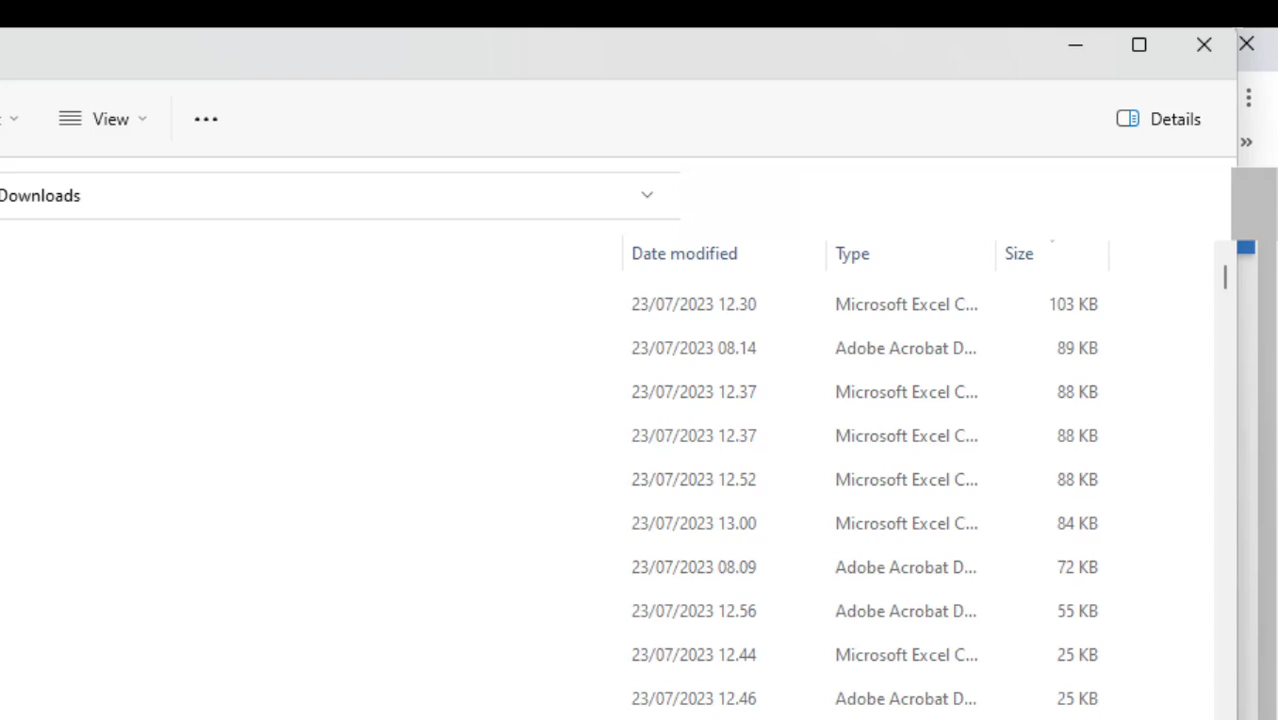 View
Details
Downloads
Date modified Type Size
23/07/2023 12.30 Microsoft Excel C... 103 KB
23/07/2023 08.14 Adobe Acrobat D... 89 KB
23/07/2023 12.37 Microsoft Excel C... 88 KB
23/07/2023 12.37 Microsoft Excel C... 88 KB
23/07/2023 12.52 Microsoft Excel C... 88 KB
23/07/2023 13.00 Microsoft Excel C... 84 KB
23/07/2023 08.09 Adobe Acrobat D... 72 KB
23/07/2023 12.56 Adobe Acrobat D... 55 KB
23/07/2023 12.44 Microsoft Excel C... 25 KB
23/07/2023 12.46 Adobe Acrobat D... 25 KB